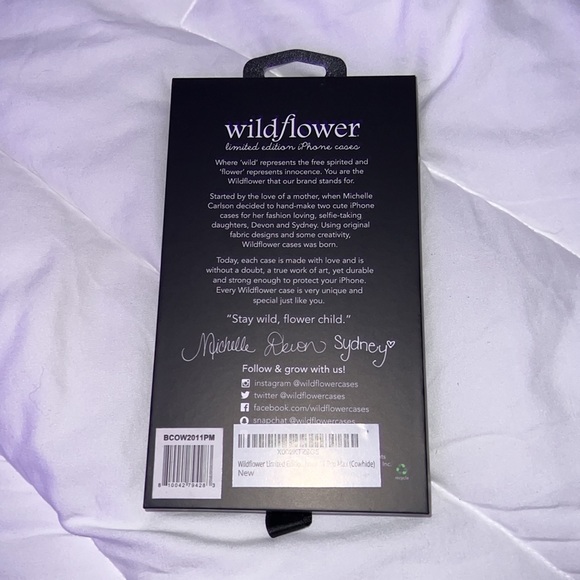 wildflower
limited edition iPhone cases
Where 'wild' represents the free spirited and
'flower' represents innocence. You are the
Wildflower that our brand stands for.
Started by the love of a mother, when Michelle
Carlson decided to hand-make two cute iPhone
cases for her fashion loving, selfie-taking
daughters, Devon and Sydney. Using original
fabric designs and some creativity,
Wildflower cases was born.
Today, each case is made with love and is
without a doubt, a true work of art, yet durable
and strong enough to protect your iPhone.
Every Wildflower case is very unique and
special just like you.
"Stay wild, flower child."
Michelle Devon Sydney
Follow & grow with us!
instagram @wildflowercases
twitter @wildflowercases
facebook.com/wildflowercases
snapchat @wildflowercases
BCOW2011PM
Wildflower Limited
Max (Cowhide)
New
Inc.